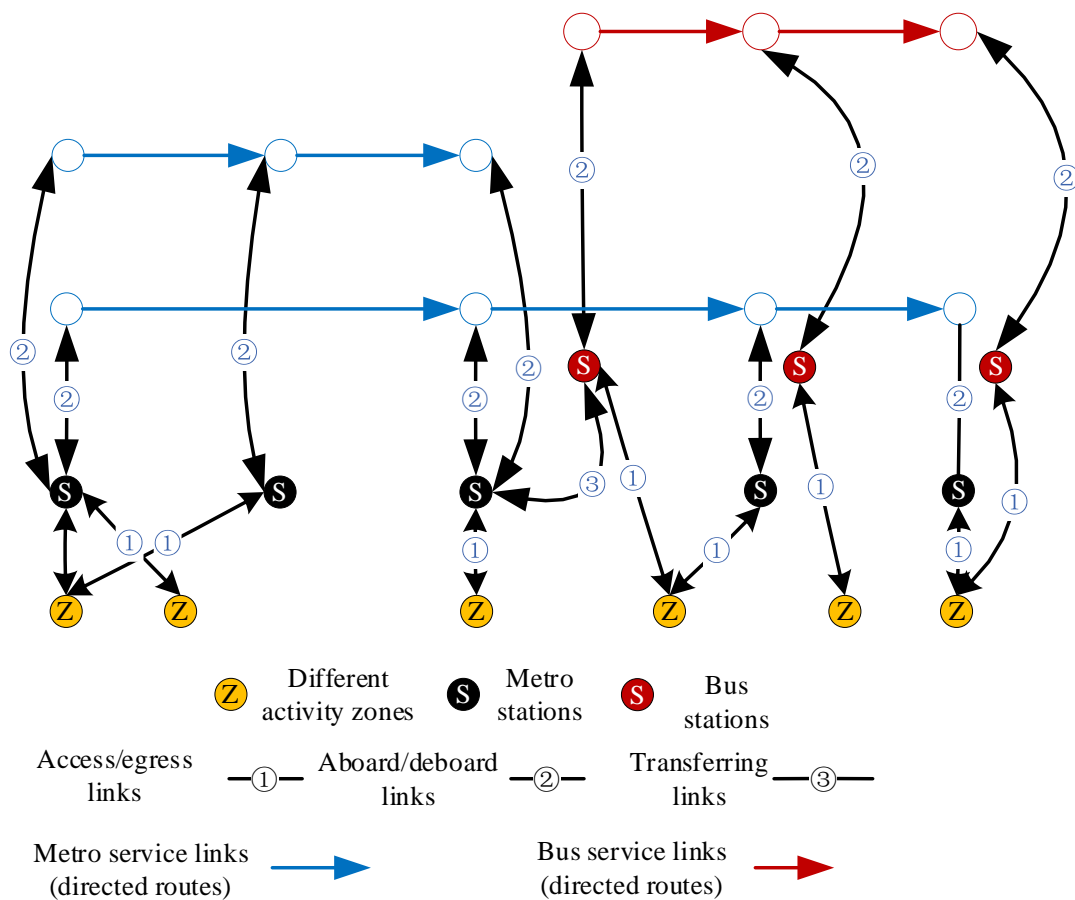 ②
②
②
②
②
②
②
②
S
S
S
②
②
②
③
①
S
S
S
S
S
①
①
①
①
①
①
①
Z
Z
Z
Z
Z
Z
Z
Different
activity zones
S
Metro
stations
S
Bus
stations
Access/egress
links
①
Aboard/deboard
links
②
Transferring
links
③
Metro service links
(directed routes)
Bus service links
(directed routes)